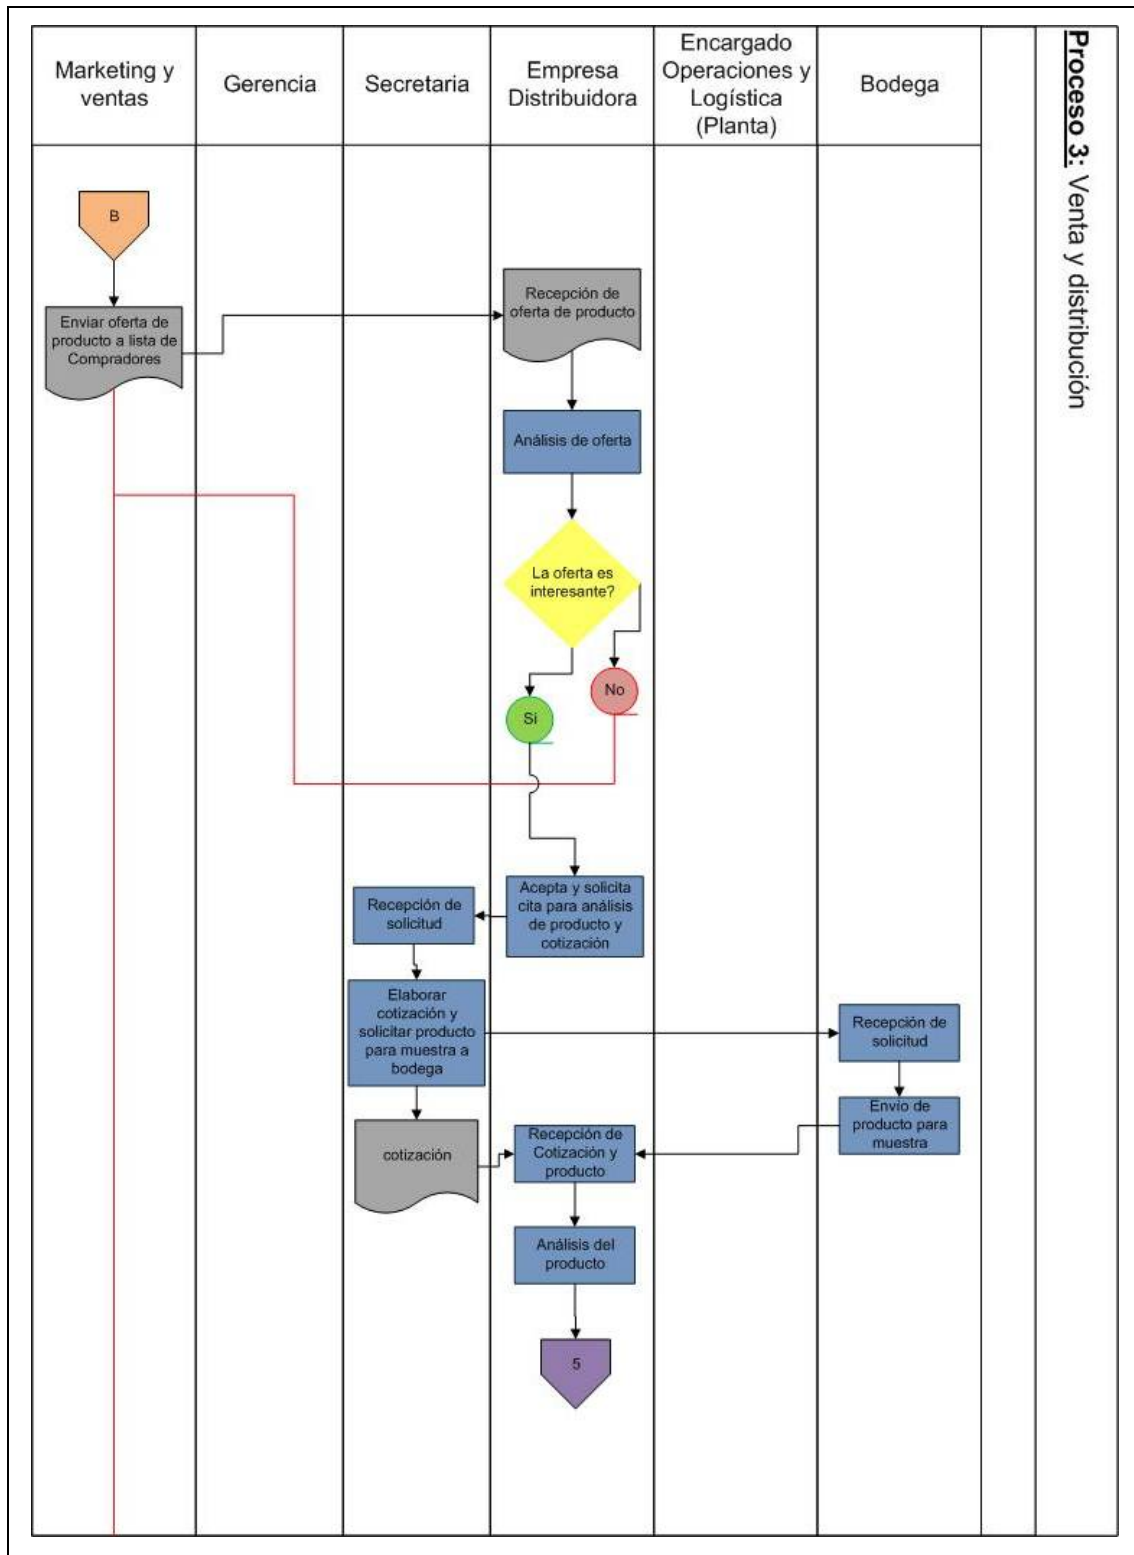 Marketing y
ventas
Gerencia
Secretaria
Empresa
Distribuidora
Encargado
Operaciones y
Logística
(Planta)
Bodega
Proceso 3: Venta y distribución
B
Enviar oferta de
producto a lista de
Compradores
Recepción de
oferta de producto
Análisis de oferta
La oferta es
interesante?
No
Si
Acepta y solicita
cita para análisis
de producto y
cotización
Recepción de
solicitud
Elaborar
cotización y
solicitar producto
para muestra a
bodega
Recepción de
solicitud
Envio de
producto para
muestra
cotización
Recepción de
Cotización y
producto
Análisis del
producto
5